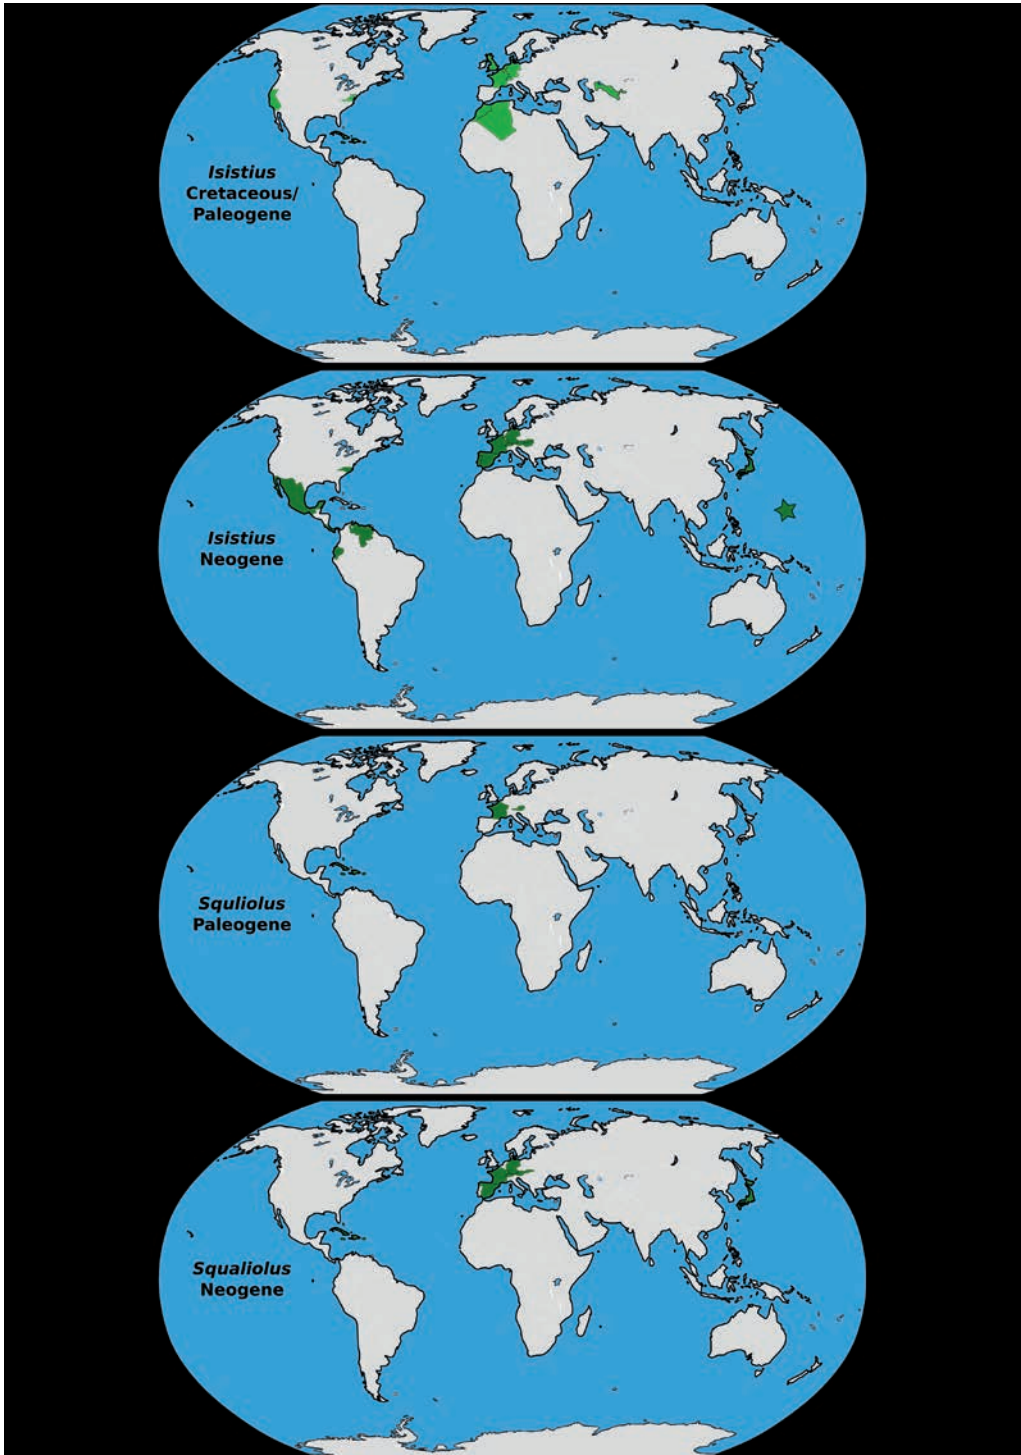 Isistius
Cretaceous/
Paleogene
Isistius
Neogene
Squliolus
Paleogene
Squaliolus
Neogene